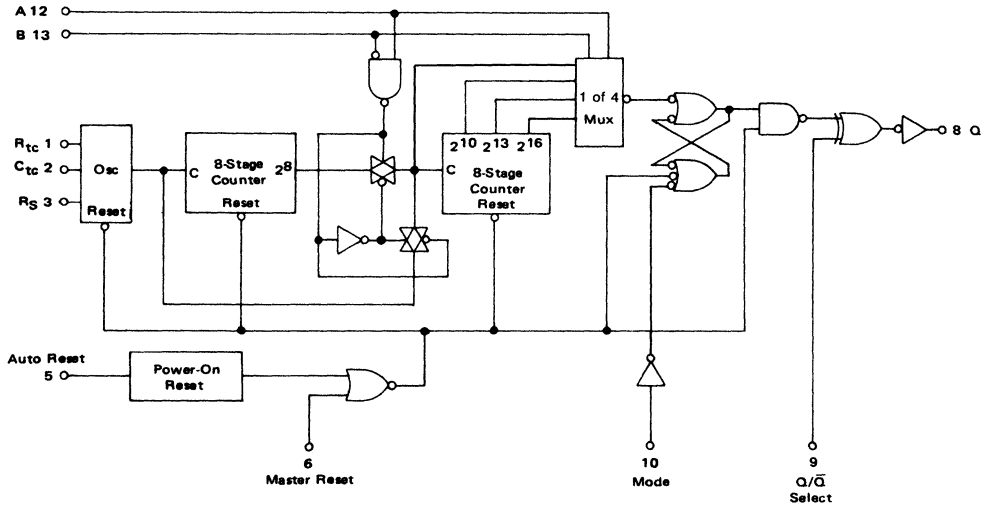 A 12
B 13
1 of 4
Mux
R_tc 1
C_tc 2
R_S 3
Osc
Reset
C
8-Stage
Counter
Reset
2^8
2^10 2^13 2^16
C
8-Stage
Counter
Reset
8 Q
Auto Reset
5
Power-On
Reset
6
Master Reset
10
Mode
9
Q/Q̅
Select